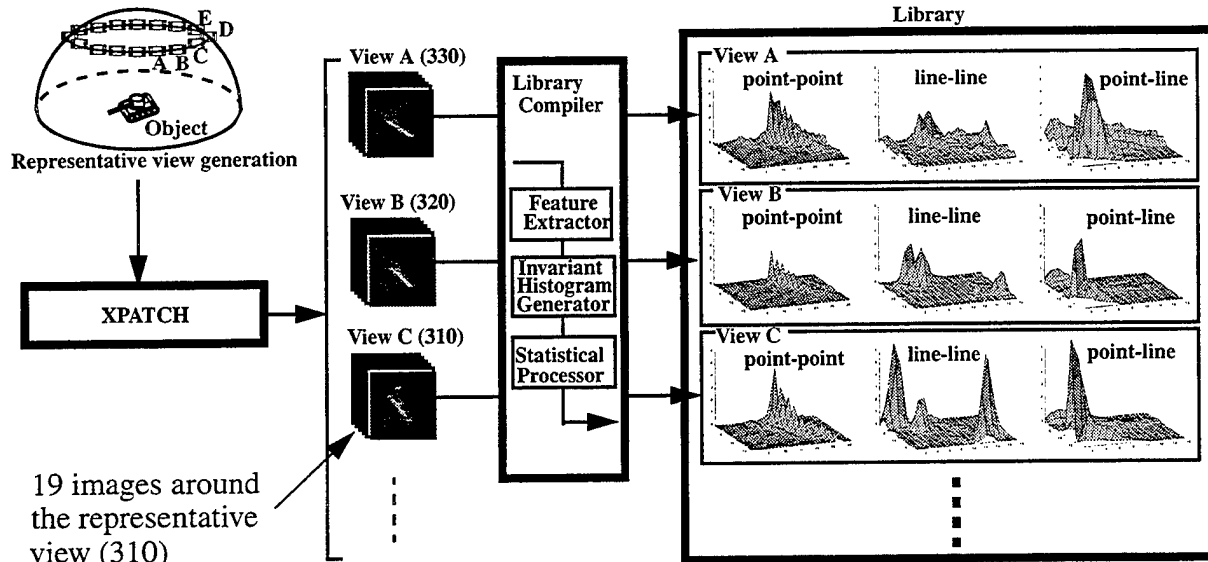 Library
E
D
C
A B
Object
Representative view generation
XPATCH
View A (330)
View B (320)
View C (310)
19 images around
the representative
view (310)
Library
Compiler
Feature
Extractor
Invariant
Histogram
Generator
Statistical
Processor
View A
point-point line-line point-line
View B
point-point line-line point-line
View C
point-point line-line point-line